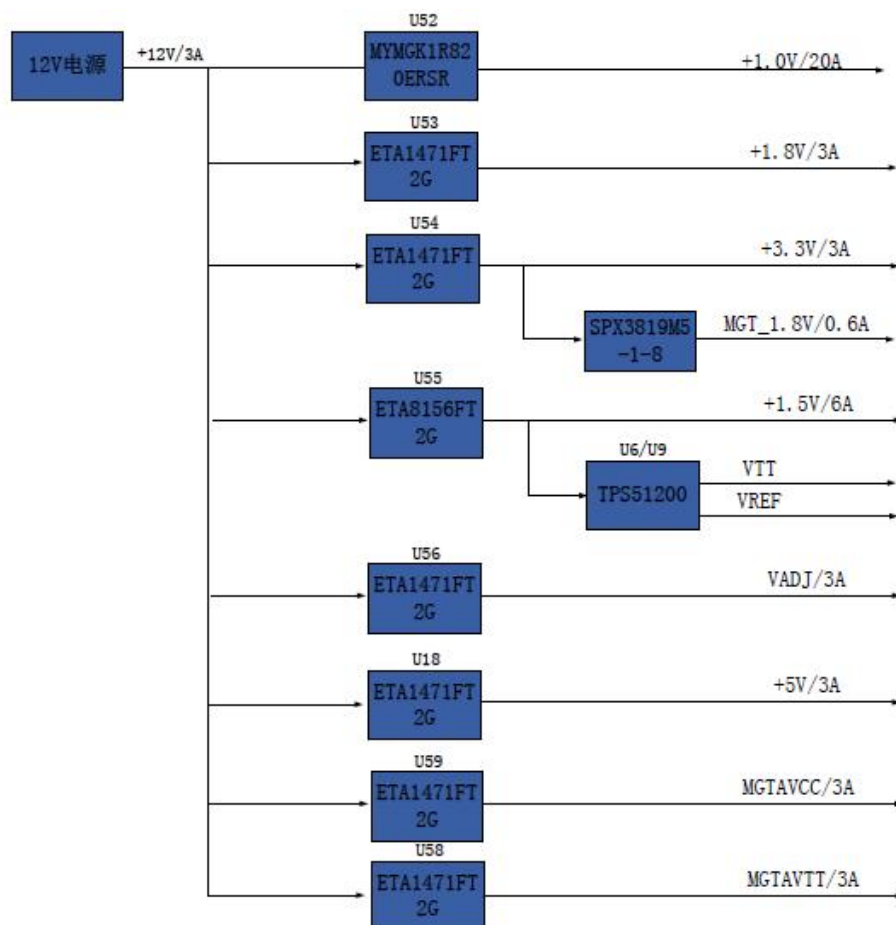 U52
12V电源
+12V/3A
MYMGK1R82
0ERSR
+1.0V/20A
U53
ETA1471FT
2G
+1.8V/3A
U54
ETA1471FT
2G
+3.3V/3A
SPX3819M5
-1-8
MGT_1.8V/0.6A
U55
ETA8156FT
2G
+1.5V/6A
U6/U9
TPS51200
VTT
VREF
U56
ETA1471FT
2G
VADJ/3A
U18
ETA1471FT
2G
+5V/3A
U59
ETA1471FT
2G
MGTAVCC/3A
U58
ETA1471FT
2G
MGTAVTT/3A